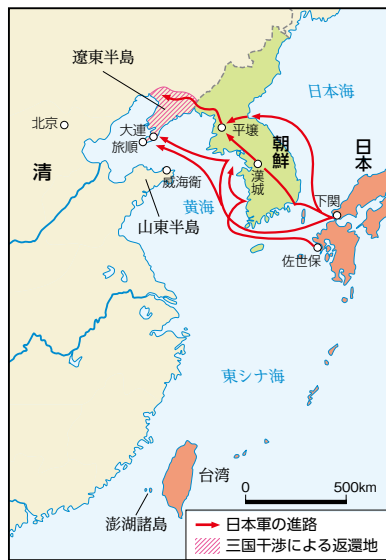 遼東半島
日本海
北京
大連
旅順
平壌
朝鮮
日本
清
威海衛
漢城
下関
山東半島
黄海
佐世保
東シナ海
台湾
澎湖諸島
0 500km
日本軍の進路
三国干渉による返還地